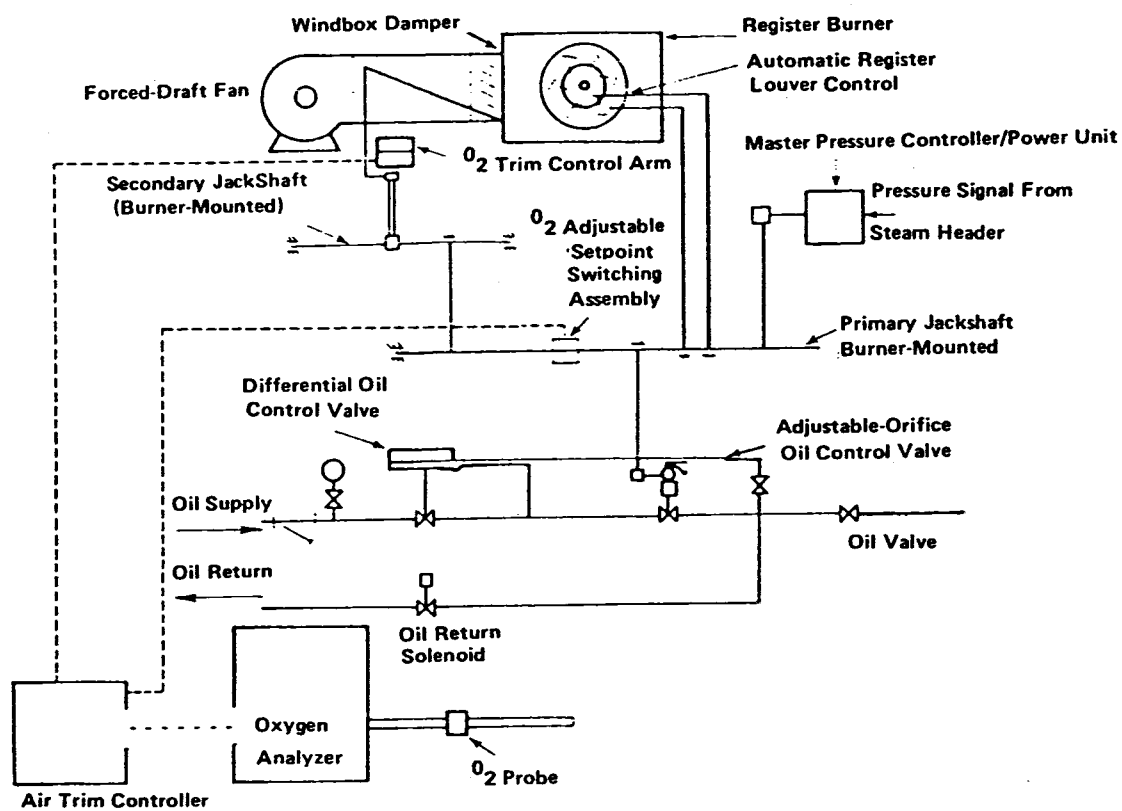 Windbox Damper
Register Burner
Automatic Register
Louver Control
Forced-Draft Fan
Master Pressure Controller/Power Unit
O2 Trim Control Arm
Secondary JackShaft
(Burner-Mounted)
Pressure Signal From
Steam Header
O2 Adjustable
Setpoint
Switching
Assembly
Primary Jackshaft
Burner-Mounted
Differential Oil
Control Valve
Adjustable-Orifice
Oil Control Valve
Oil Supply
Oil Valve
Oil Return
Oil Return
Solenoid
Oxygen
Analyzer
O2 Probe
Air Trim Controller